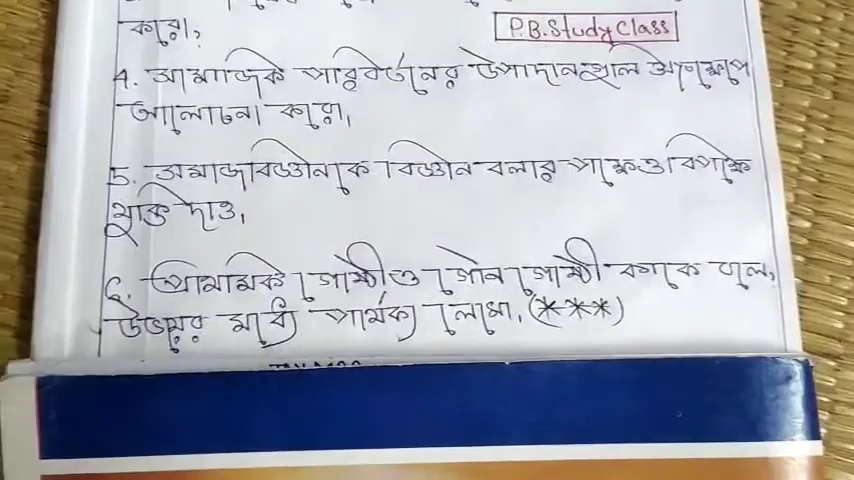 করো।
P.B. Study Class
4. সামাজিক পরিবর্তনের উপাদানগুলি সংক্ষেপে
আলোচনা করো।
5. সমাজবিজ্ঞানকে বিজ্ঞান বলার পক্ষে ও বিপক্ষে
যুক্তি দাও।
৬. প্রাথমিক গোষ্ঠী ও গৌন গোষ্ঠী কাকে বলে,
উভয়ের মধ্যে পার্থক্য লেখো। (***)